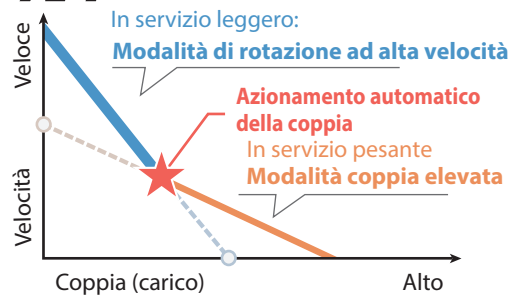 In servizio leggero:
Modalità di rotazione ad alta velocità
Azionamento automatico
della coppia
In servizio pesante
Modalità coppia elevata
Veloce
Velocità
Coppia (carico)
Alto